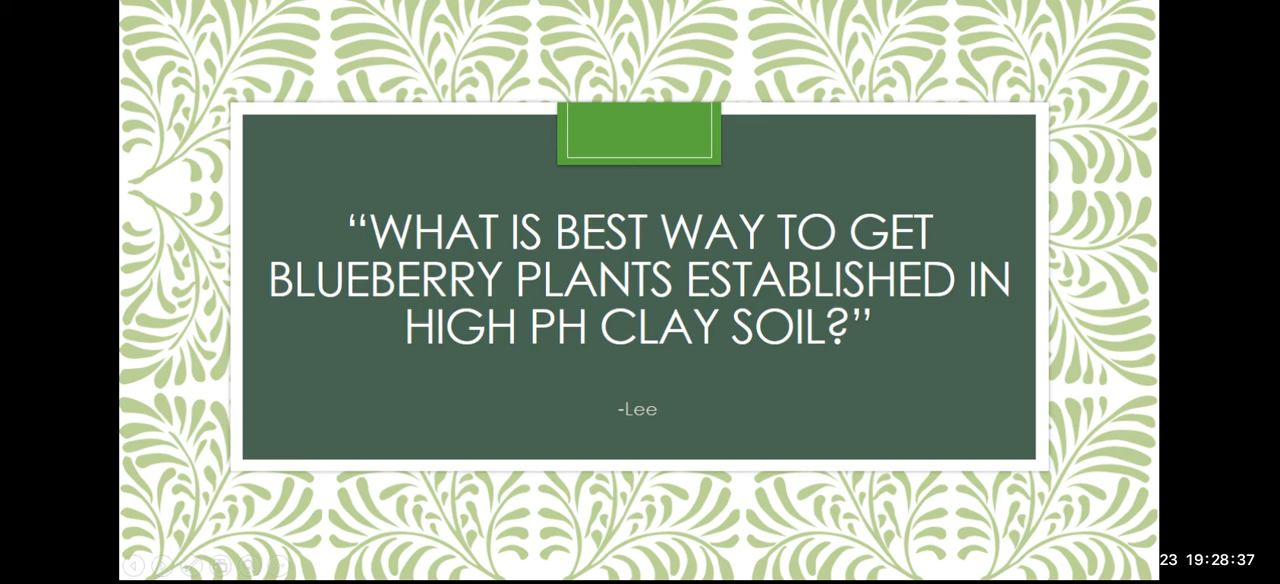 “WHAT IS BEST WAY TO GET
BLUEBERRY PLANTS ESTABLISHED IN
HIGH PH CLAY SOIL?”
-Lee
23 19:28:37